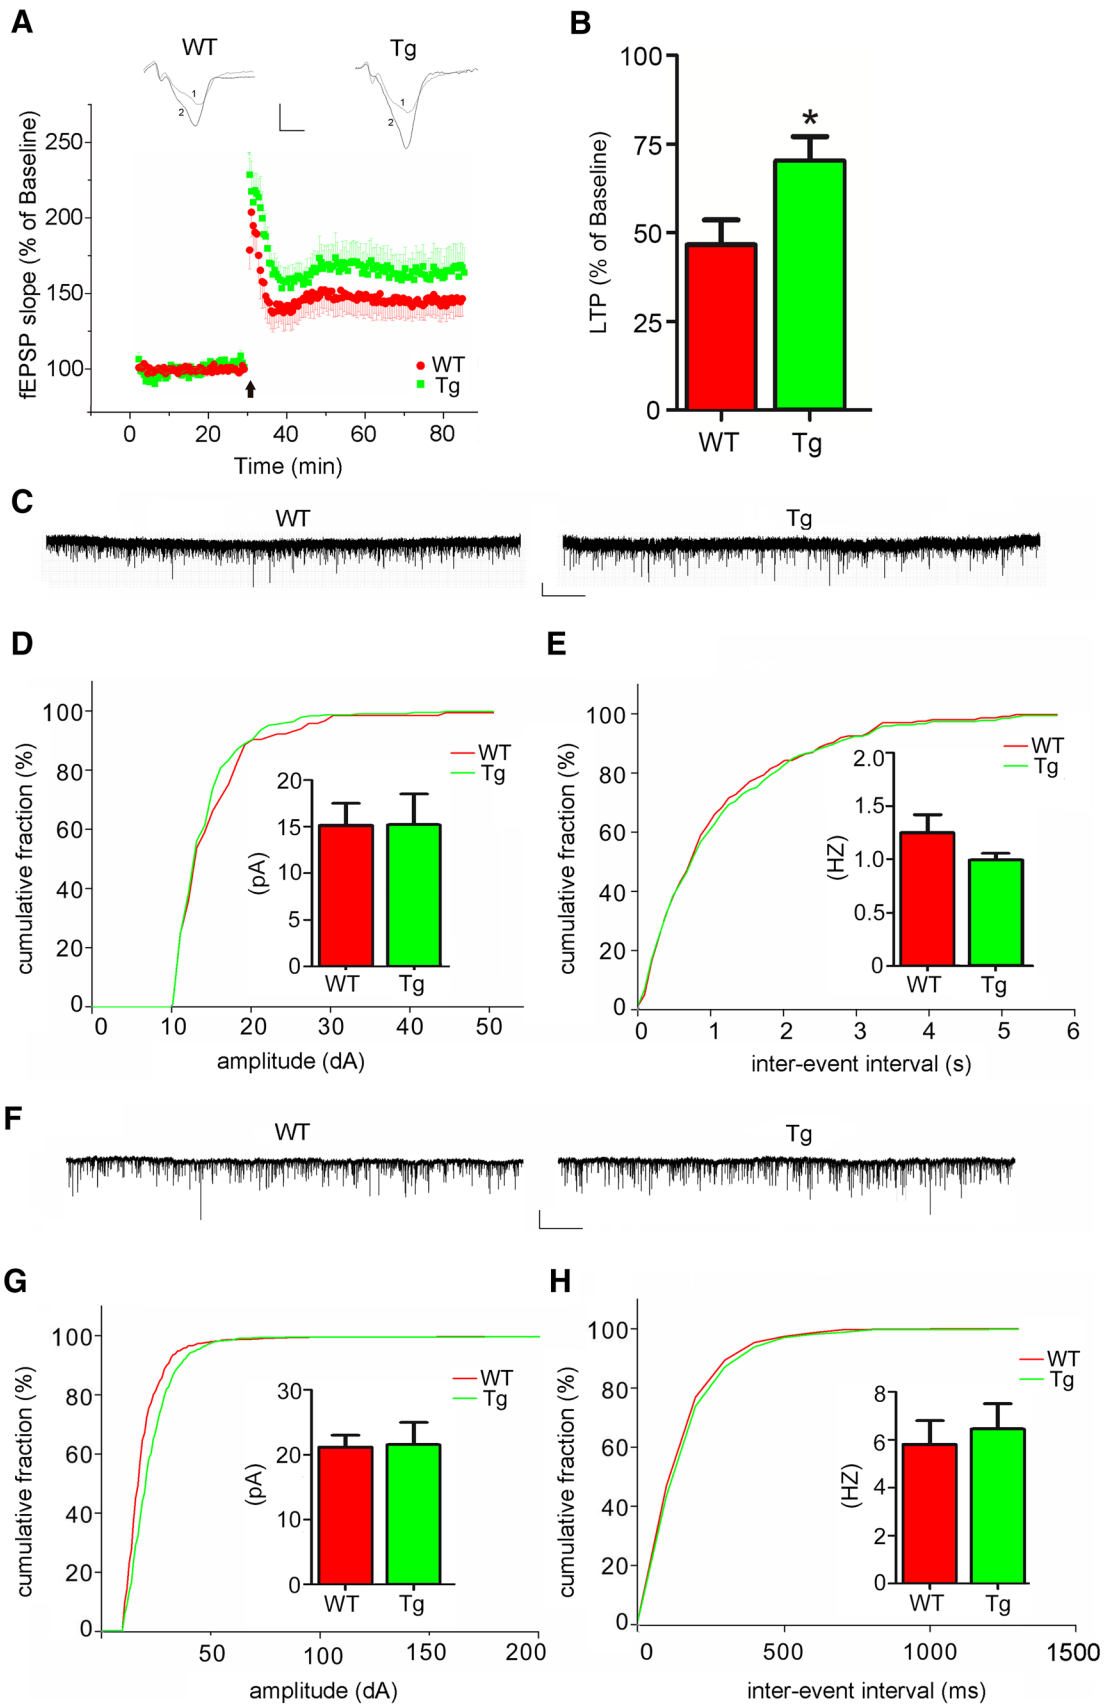 A
WT
Tg
1
2
1
2
fEPSP slope (% of Baseline)
250
200
150
100
WT
Tg
0
20
40
60
80
Time (min)
B
LTP (% of Baseline)
100
75
50
25
0
*
WT
Tg
C
WT
Tg
D
cumulative fraction (%)
100
80
60
40
20
0
WT
Tg
(pA)
20
15
10
5
0
WT
Tg
0
10
20
30
40
50
amplitude (dA)
E
cumulative fraction (%)
100
80
60
40
20
0
WT
Tg
(HZ)
2.0
1.5
1.0
0.5
0
WT
Tg
0
1
2
3
4
5
6
inter-event interval (s)
F
WT
Tg
G
cumulative fraction (%)
100
80
60
40
20
0
WT
Tg
(pA)
30
20
10
0
WT
Tg
50
100
150
200
amplitude (dA)
H
cumulative fraction (%)
100
80
60
40
20
0
WT
Tg
(HZ)
8
6
4
2
0
WT
Tg
0
500
1000
1500
inter-event interval (ms)